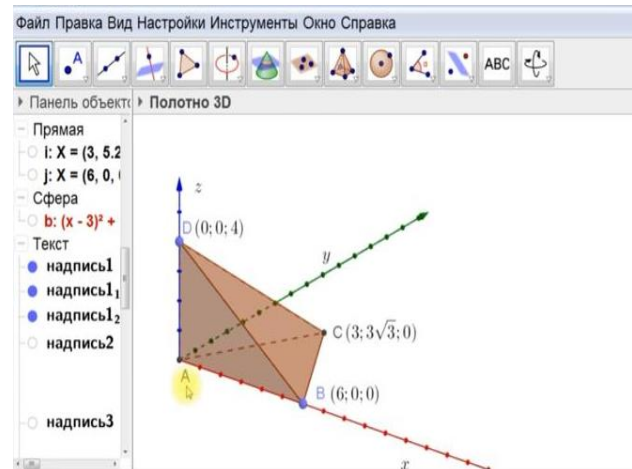 Файл Правка Вид Настройки Инструменты Окно Справка
A
ABC
Панель объекто
Полотно 3D
Прямая
i: X = (3, 5.2
j: X = (6, 0,
Сфера
b: (x - 3)² +
Текст
надпись1
надпись1₁
надпись1₂
надпись2
надпись3
z
D (0; 0; 4)
y
C (3; 3√3; 0)
A
B (6; 0; 0)
x